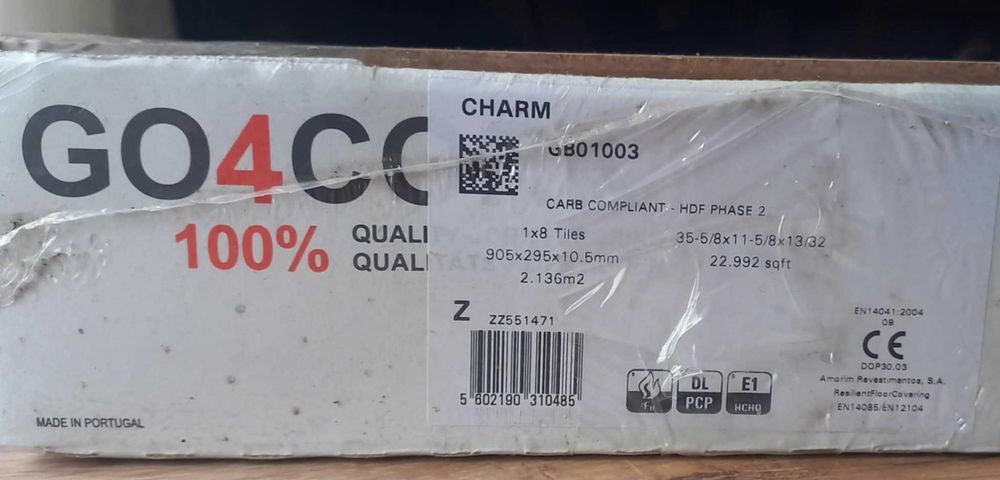 GO4CO
100%
QUALI
QUALITATE
CHARM
GB01003
CARB COMPLIANT - HDF PHASE 2
1x8 Tiles
905x295x10.5mm
2.136m2
35-5/8x11-5/8x13/32
22.992 sqft
Z ZZ551471
5 602190 310485
DL
PCP
E1
HCHO
EN14041:2004
09
CE
DOP30.03
Amorim Revestimentos, S.A.
ResilientFloorCovering
EN14085/EN12104
MADE IN PORTUGAL